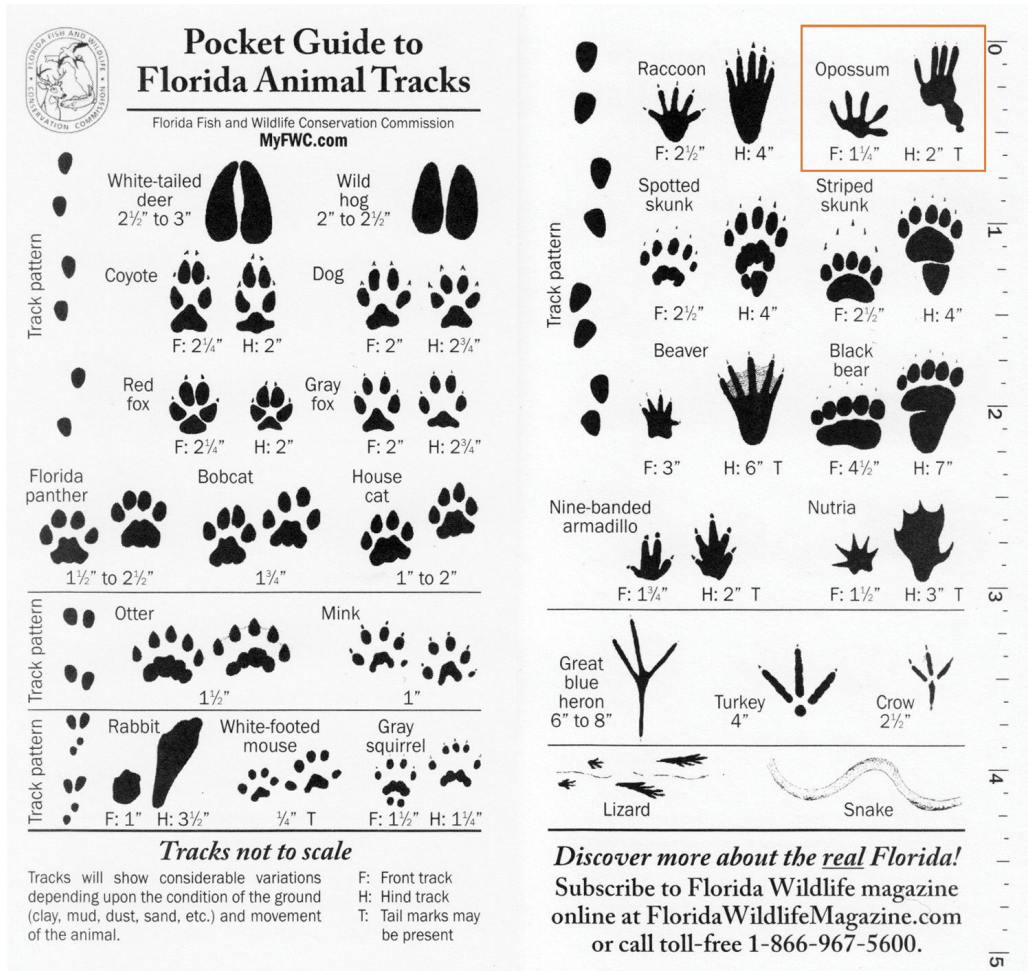 FLORIDA FISH AND WILDLIFE
CONSERVATION COMMISSION
Pocket Guide to
Florida Animal Tracks
Florida Fish and Wildlife Conservation Commission
MyFWC.com
Track pattern
White-tailed
deer
2½” to 3”
Wild
hog
2” to 2½”
Coyote
F: 2¼” H: 2”
Dog
F: 2” H: 2¾”
Red
fox
F: 2¼” H: 2”
Gray
fox
F: 2” H: 2¾”
Florida
panther
1½” to 2½”
Bobcat
1¾”
House
cat
1” to 2”
Track pattern
Otter
1½”
Mink
1”
Track pattern
Rabbit
F: 1” H: 3½”
White-footed
mouse
¼” T
Gray
squirrel
F: 1½” H: 1¼”
Tracks not to scale
Tracks will show considerable variations
depending upon the condition of the ground
(clay, mud, dust, sand, etc.) and movement
of the animal.
F: Front track
H: Hind track
T: Tail marks may
be present
Track pattern
Raccoon
F: 2½” H: 4”
Opossum
F: 1¼” H: 2” T
Spotted
skunk
F: 2½” H: 4”
Striped
skunk
F: 2½” H: 4”
Beaver
F: 3” H: 6” T
Black
bear
F: 4½” H: 7”
Nine-banded
armadillo
F: 1¾” H: 2” T
Nutria
F: 1½” H: 3” T
Great
blue
heron
6” to 8”
Turkey
4”
Crow
2½”
Lizard
Snake
Discover more about the real Florida!
Subscribe to Florida Wildlife magazine
online at FloridaWildlifeMagazine.com
or call toll-free 1-866-967-5600.
0
1
2
3
4
5